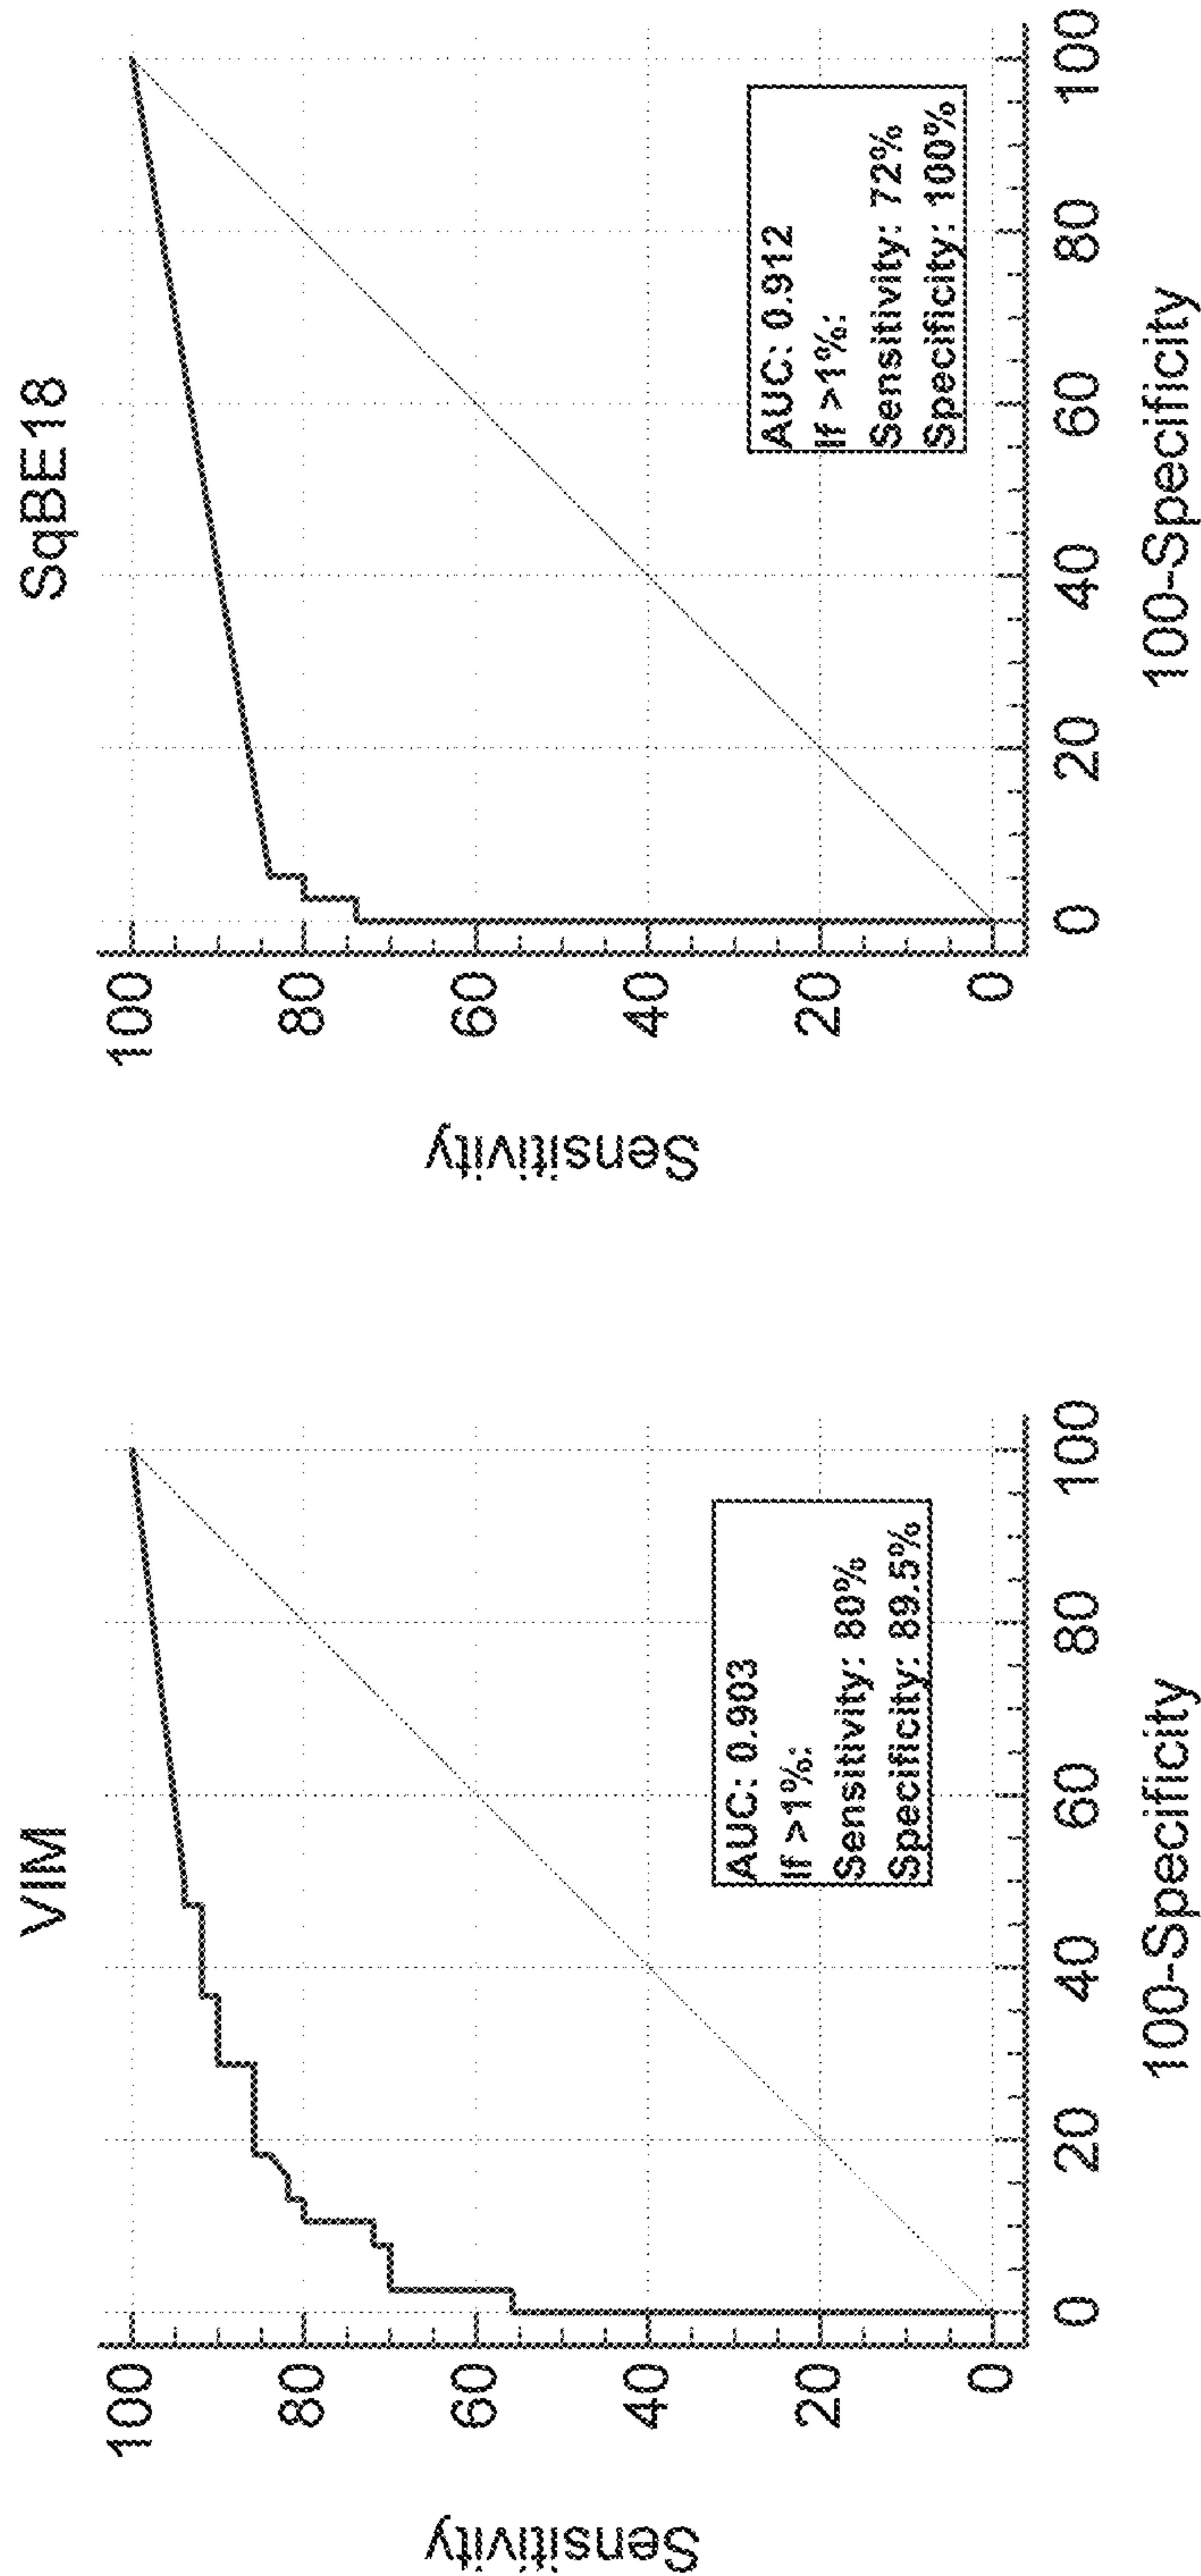 VIM
Sensitivity
100
80
60
40
20
0
AUC: 0.903
If >1%:
Sensitivity: 80%
Specificity: 89.5%
0 20 40 60 80 100
100-Specificity
SqBE18
Sensitivity
100
80
60
40
20
0
AUC: 0.912
If >1%:
Sensitivity: 72%
Specificity: 100%
0 20 40 60 80 100
100-Specificity